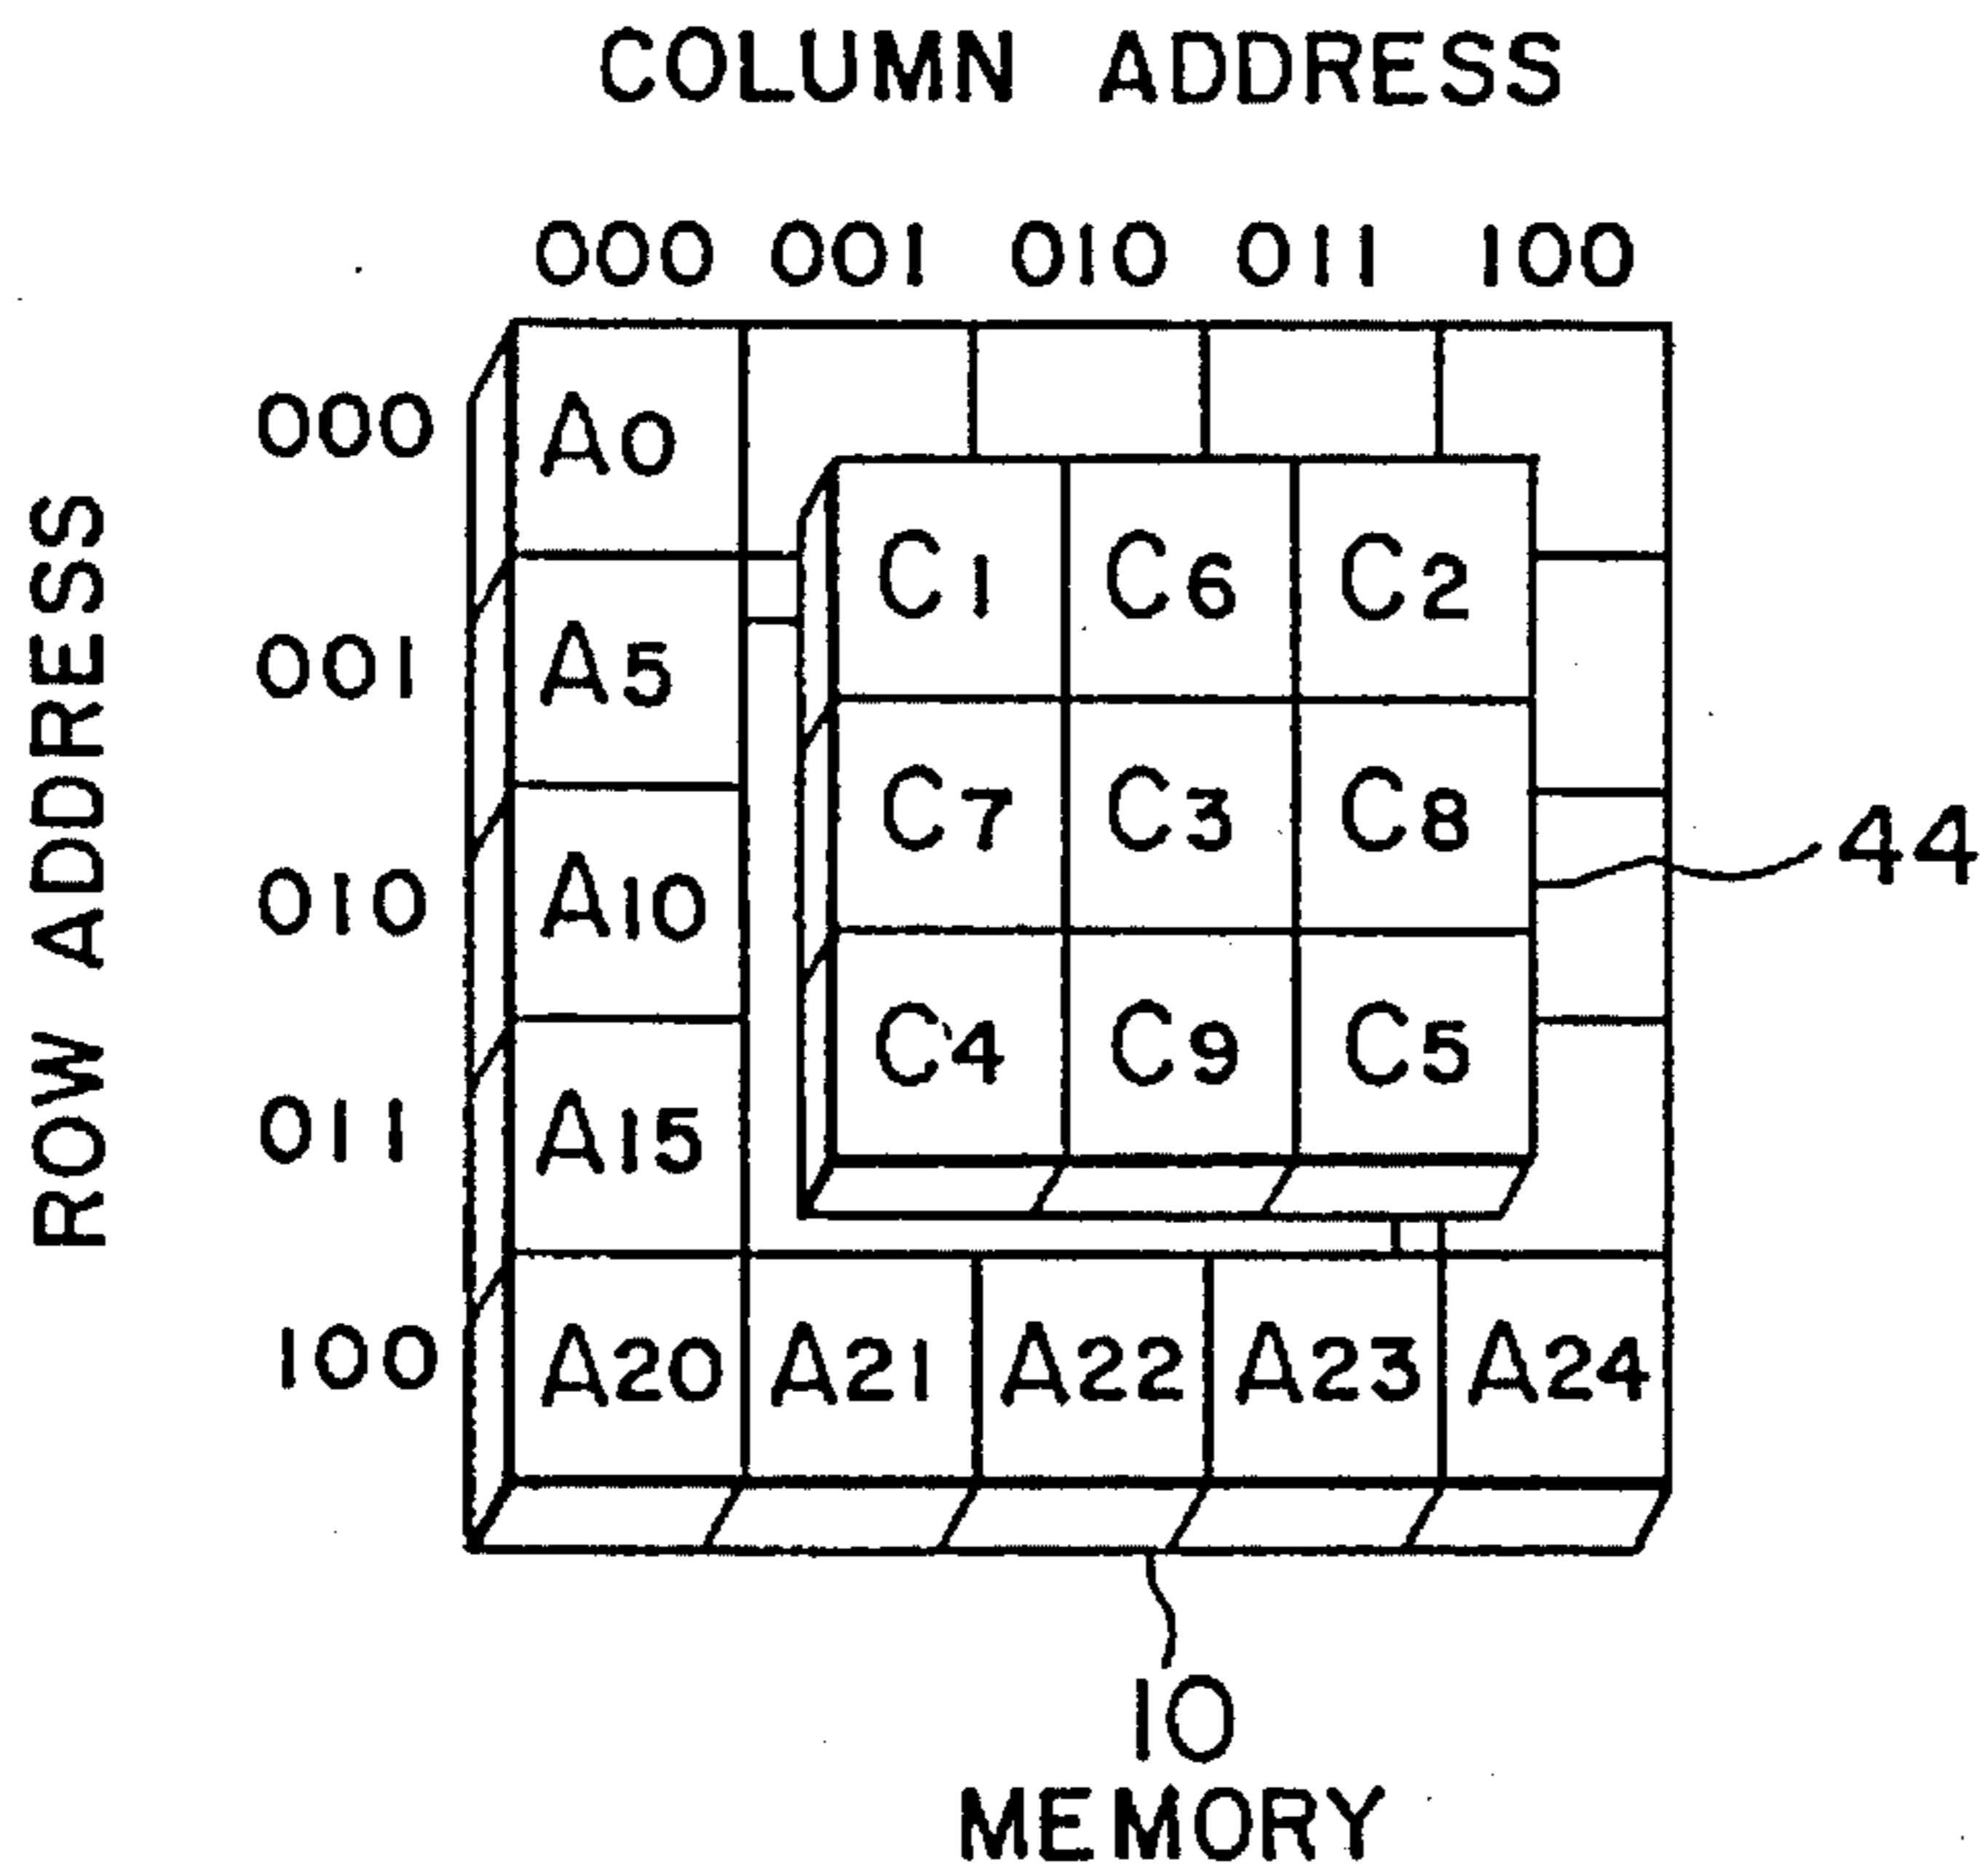 COLUMN ADDRESS
000 001 010 011 100
ROW ADDRESS
000
A0
C1 C6 C2
001
A5
C7 C3 C8
44
010
A10
C4 C9 C5
011
A15
100
A20 A21 A22 A23 A24
10
MEMORY